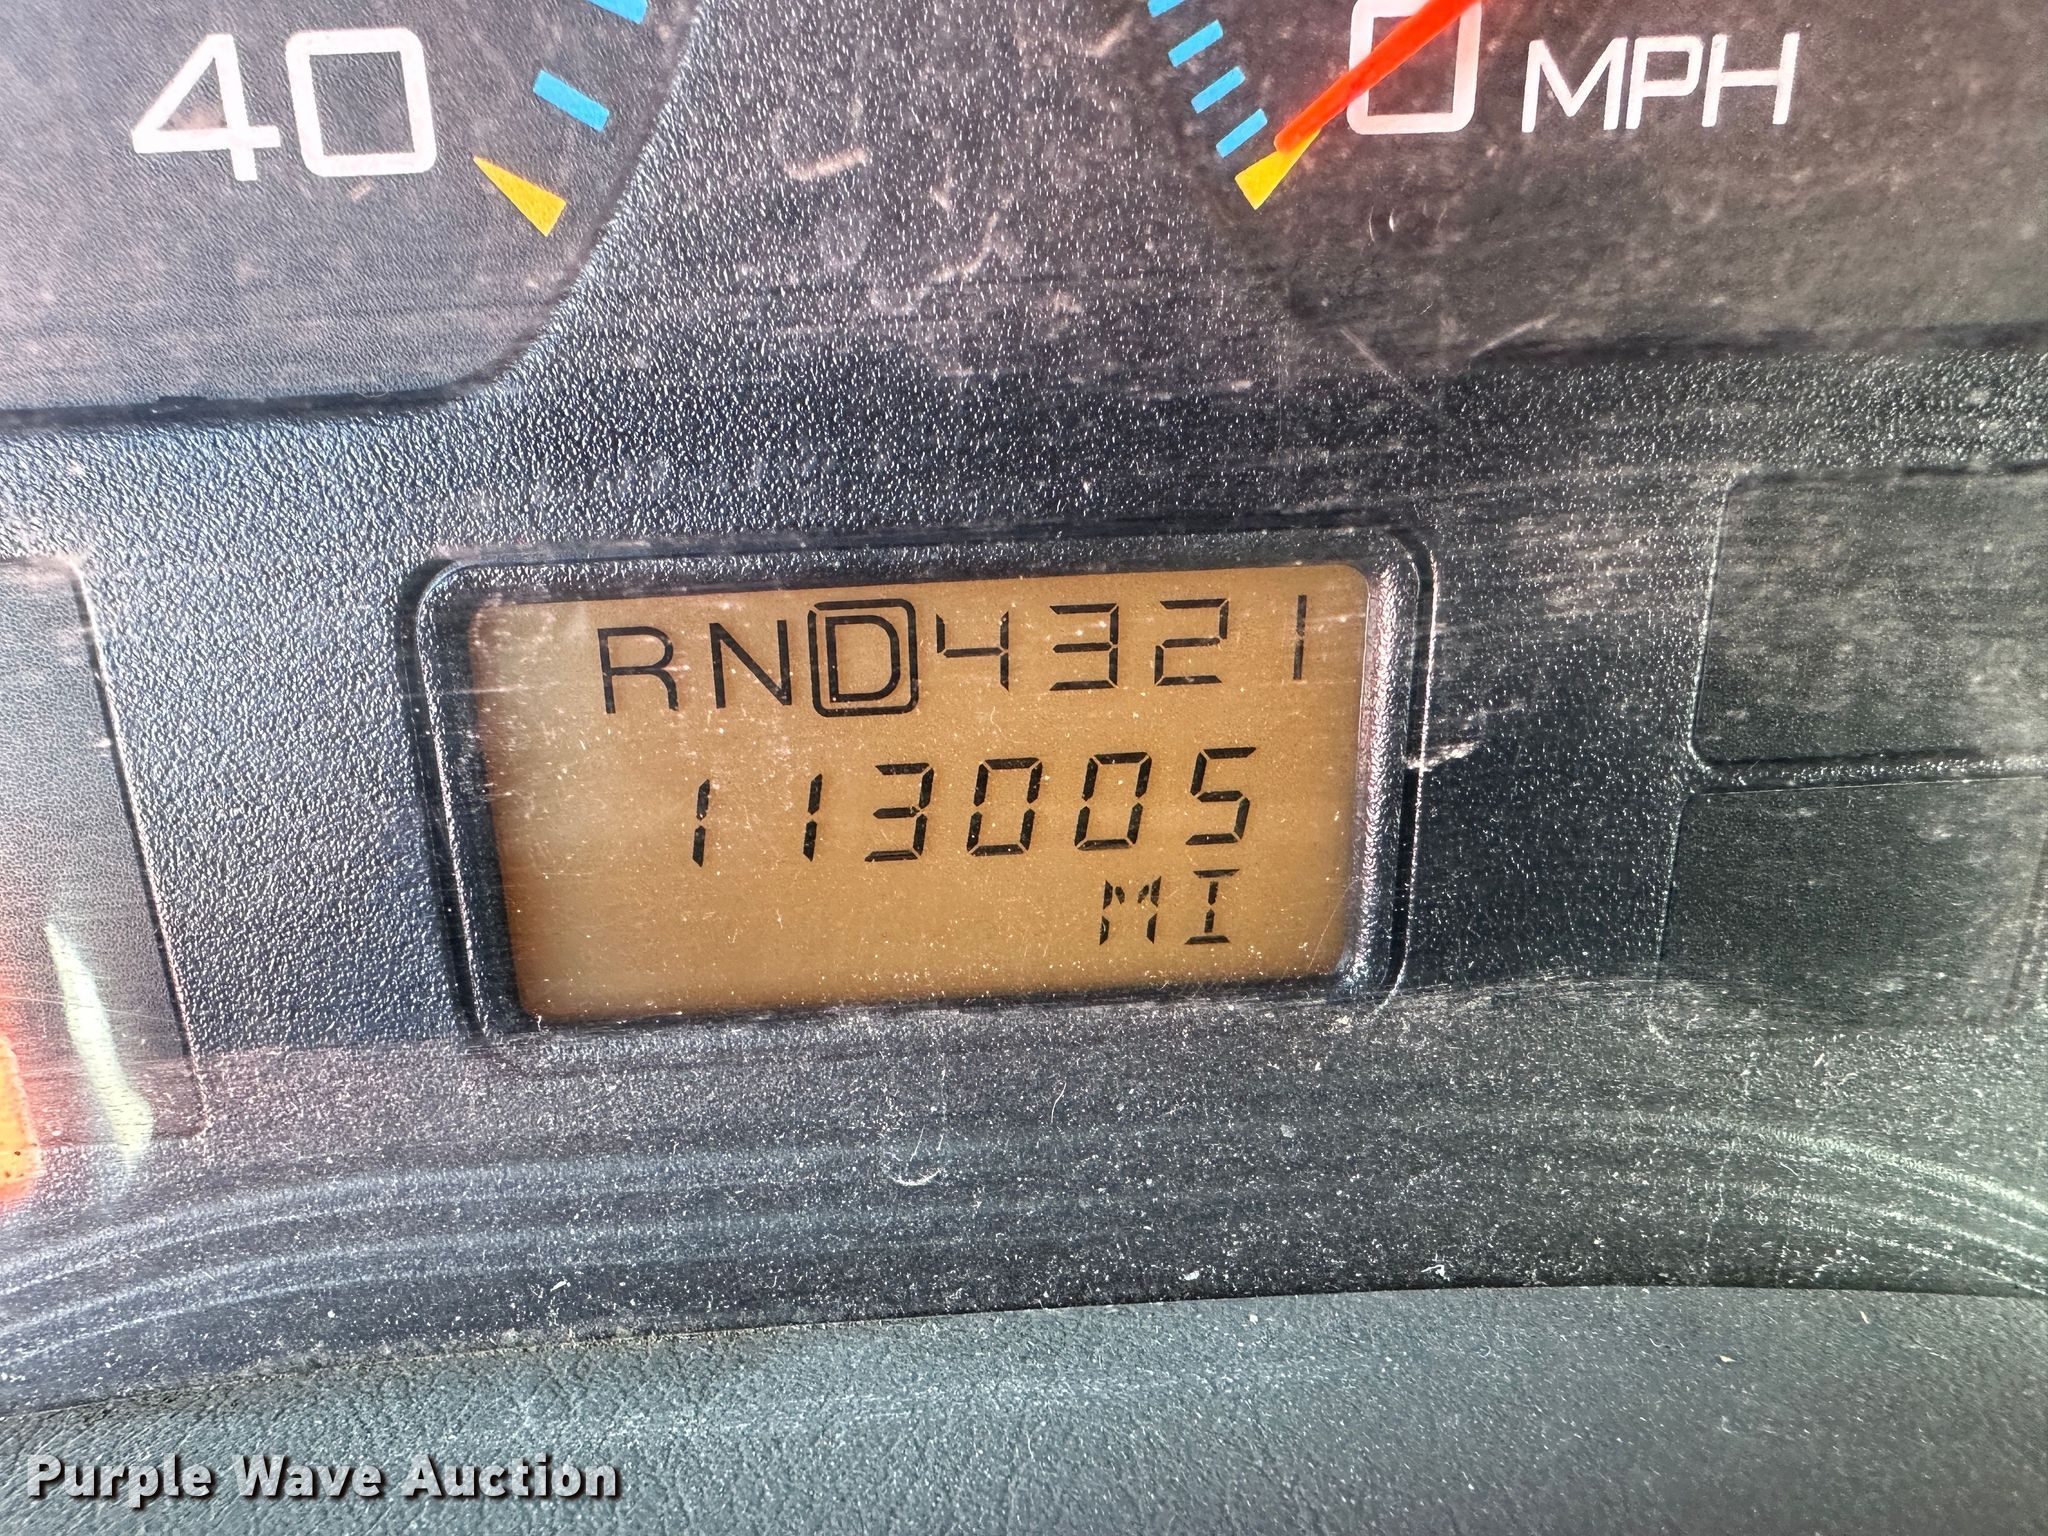 40
0 MPH
RND4321
113005
MI
Purple Wave Auction